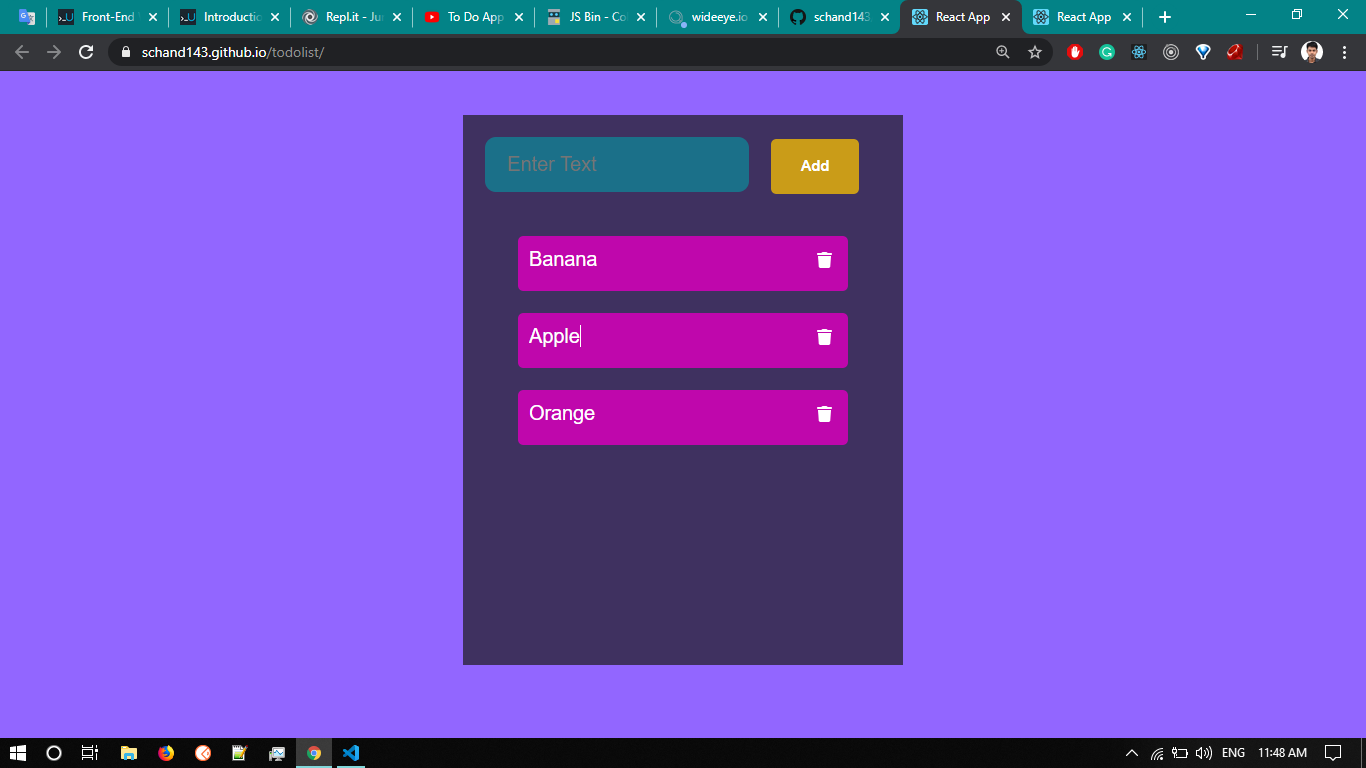 Front-End
Introductio
Repl.it - Ju
To Do App
JS Bin - Co
wideeye.io
schand143
React App
React App
schand143.github.io/todolist/
Enter Text
Add
Banana
Apple
Orange
ENG
11:48 AM